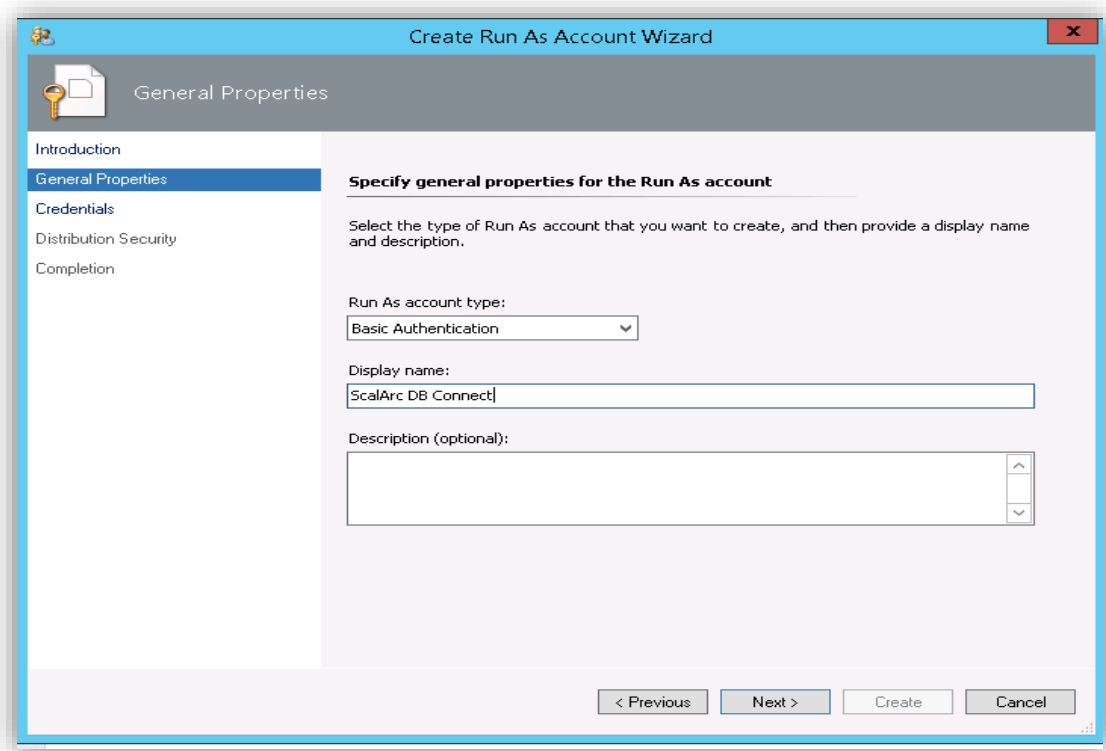 Create Run As Account Wizard
x
General Properties
Introduction
General Properties
Credentials
Distribution Security
Completion
Specify general properties for the Run As account
Select the type of Run As account that you want to create, and then provide a display name
and description.
Run As account type:
Basic Authentication
Display name:
ScalArc DB Connect
Description (optional):
< Previous
Next >
Create
Cancel